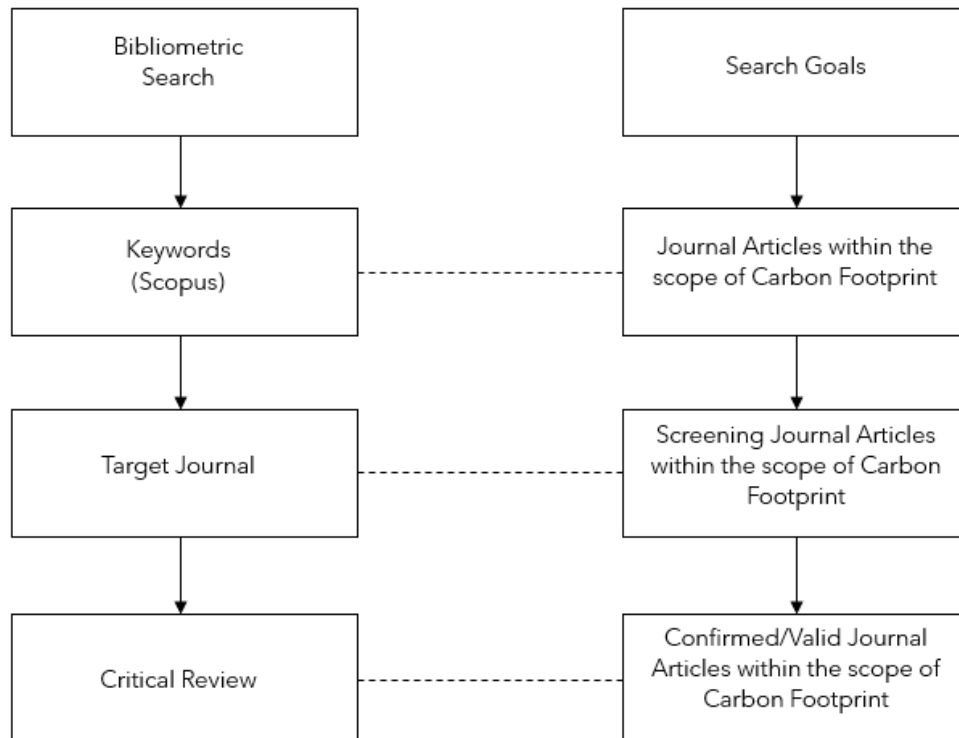 Bibliometric
Search
Search Goals
Keywords
(Scopus)
Journal Articles within the
scope of Carbon Footprint
Target Journal
Screening Journal Articles
within the scope of Carbon
Footprint
Critical Review
Confirmed/Valid Journal
Articles within the scope of
Carbon Footprint